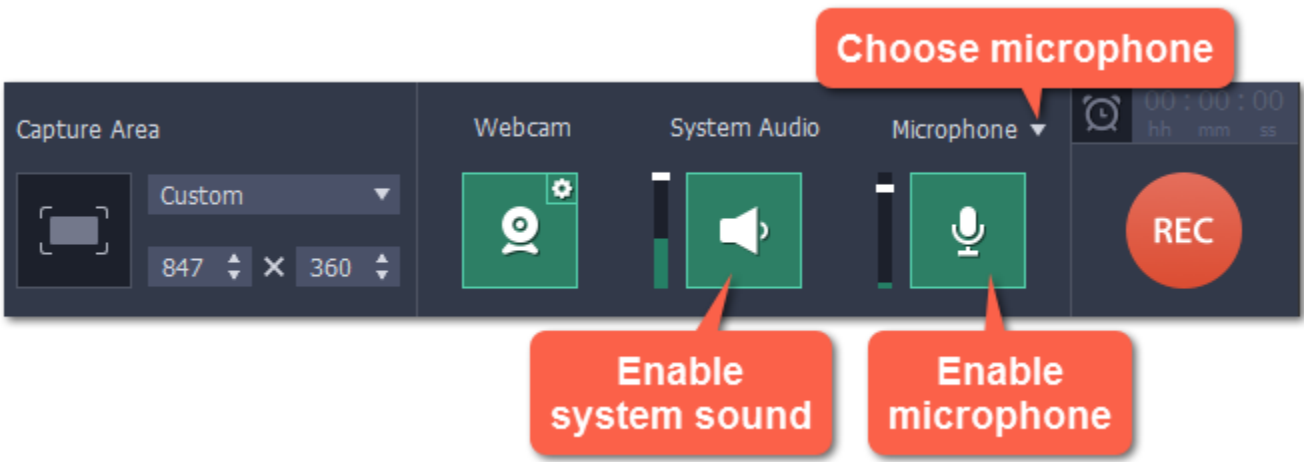 Choose microphone
Capture Area
Webcam
System Audio
Microphone
00 : 00 : 00
hh mm ss
Custom
847 × 360
REC
Enable
system sound
Enable
microphone